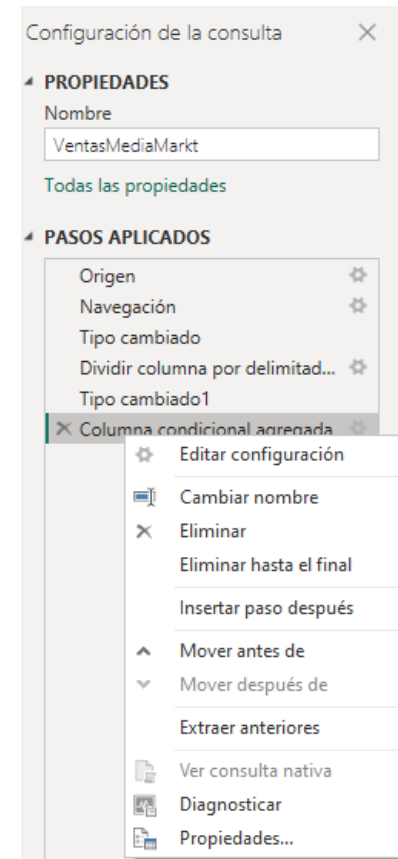 Configuración de la consulta
PROPIEDADES
Nombre
VentasMediaMarkt
Todas las propiedades
PASOS APLICADOS
Origen
Navegación
Tipo cambiado
Dividir columna por delimitad...
Tipo cambiado1
Columna condicional agregada
Editar configuración
Cambiar nombre
Eliminar
Eliminar hasta el final
Insertar paso después
Mover antes de
Mover después de
Extraer anteriores
Ver consulta nativa
Diagnosticar
Propiedades...